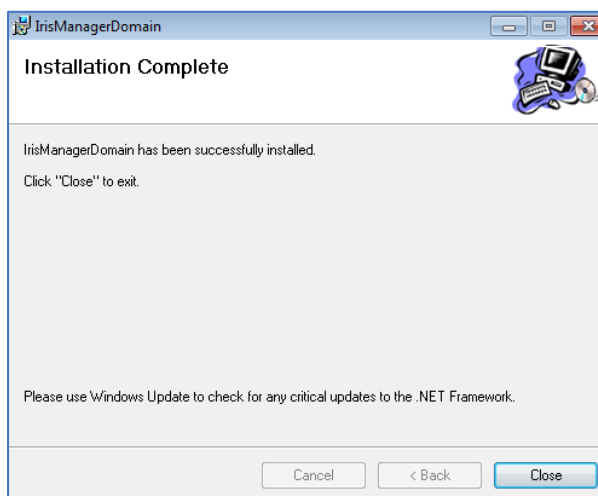 IrisManagerDomain
Installation Complete
IrisManagerDomain has been successfully installed.
Click "Close" to exit.
Please use Windows Update to check for any critical updates to the .NET Framework.
Cancel
< Back
Close